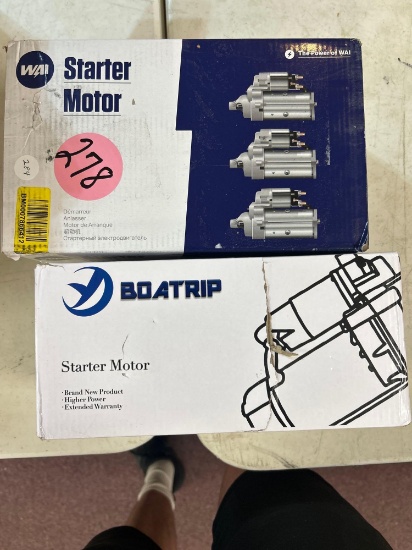 WAI
Starter
Motor
The Power of WAI
278
Démarreur
Anlasser
Motor de Arranque
Стартерный электродвигатель
BOATRIP
Starter Motor
· Brand New Product
· Higher Power
· Extended Warranty